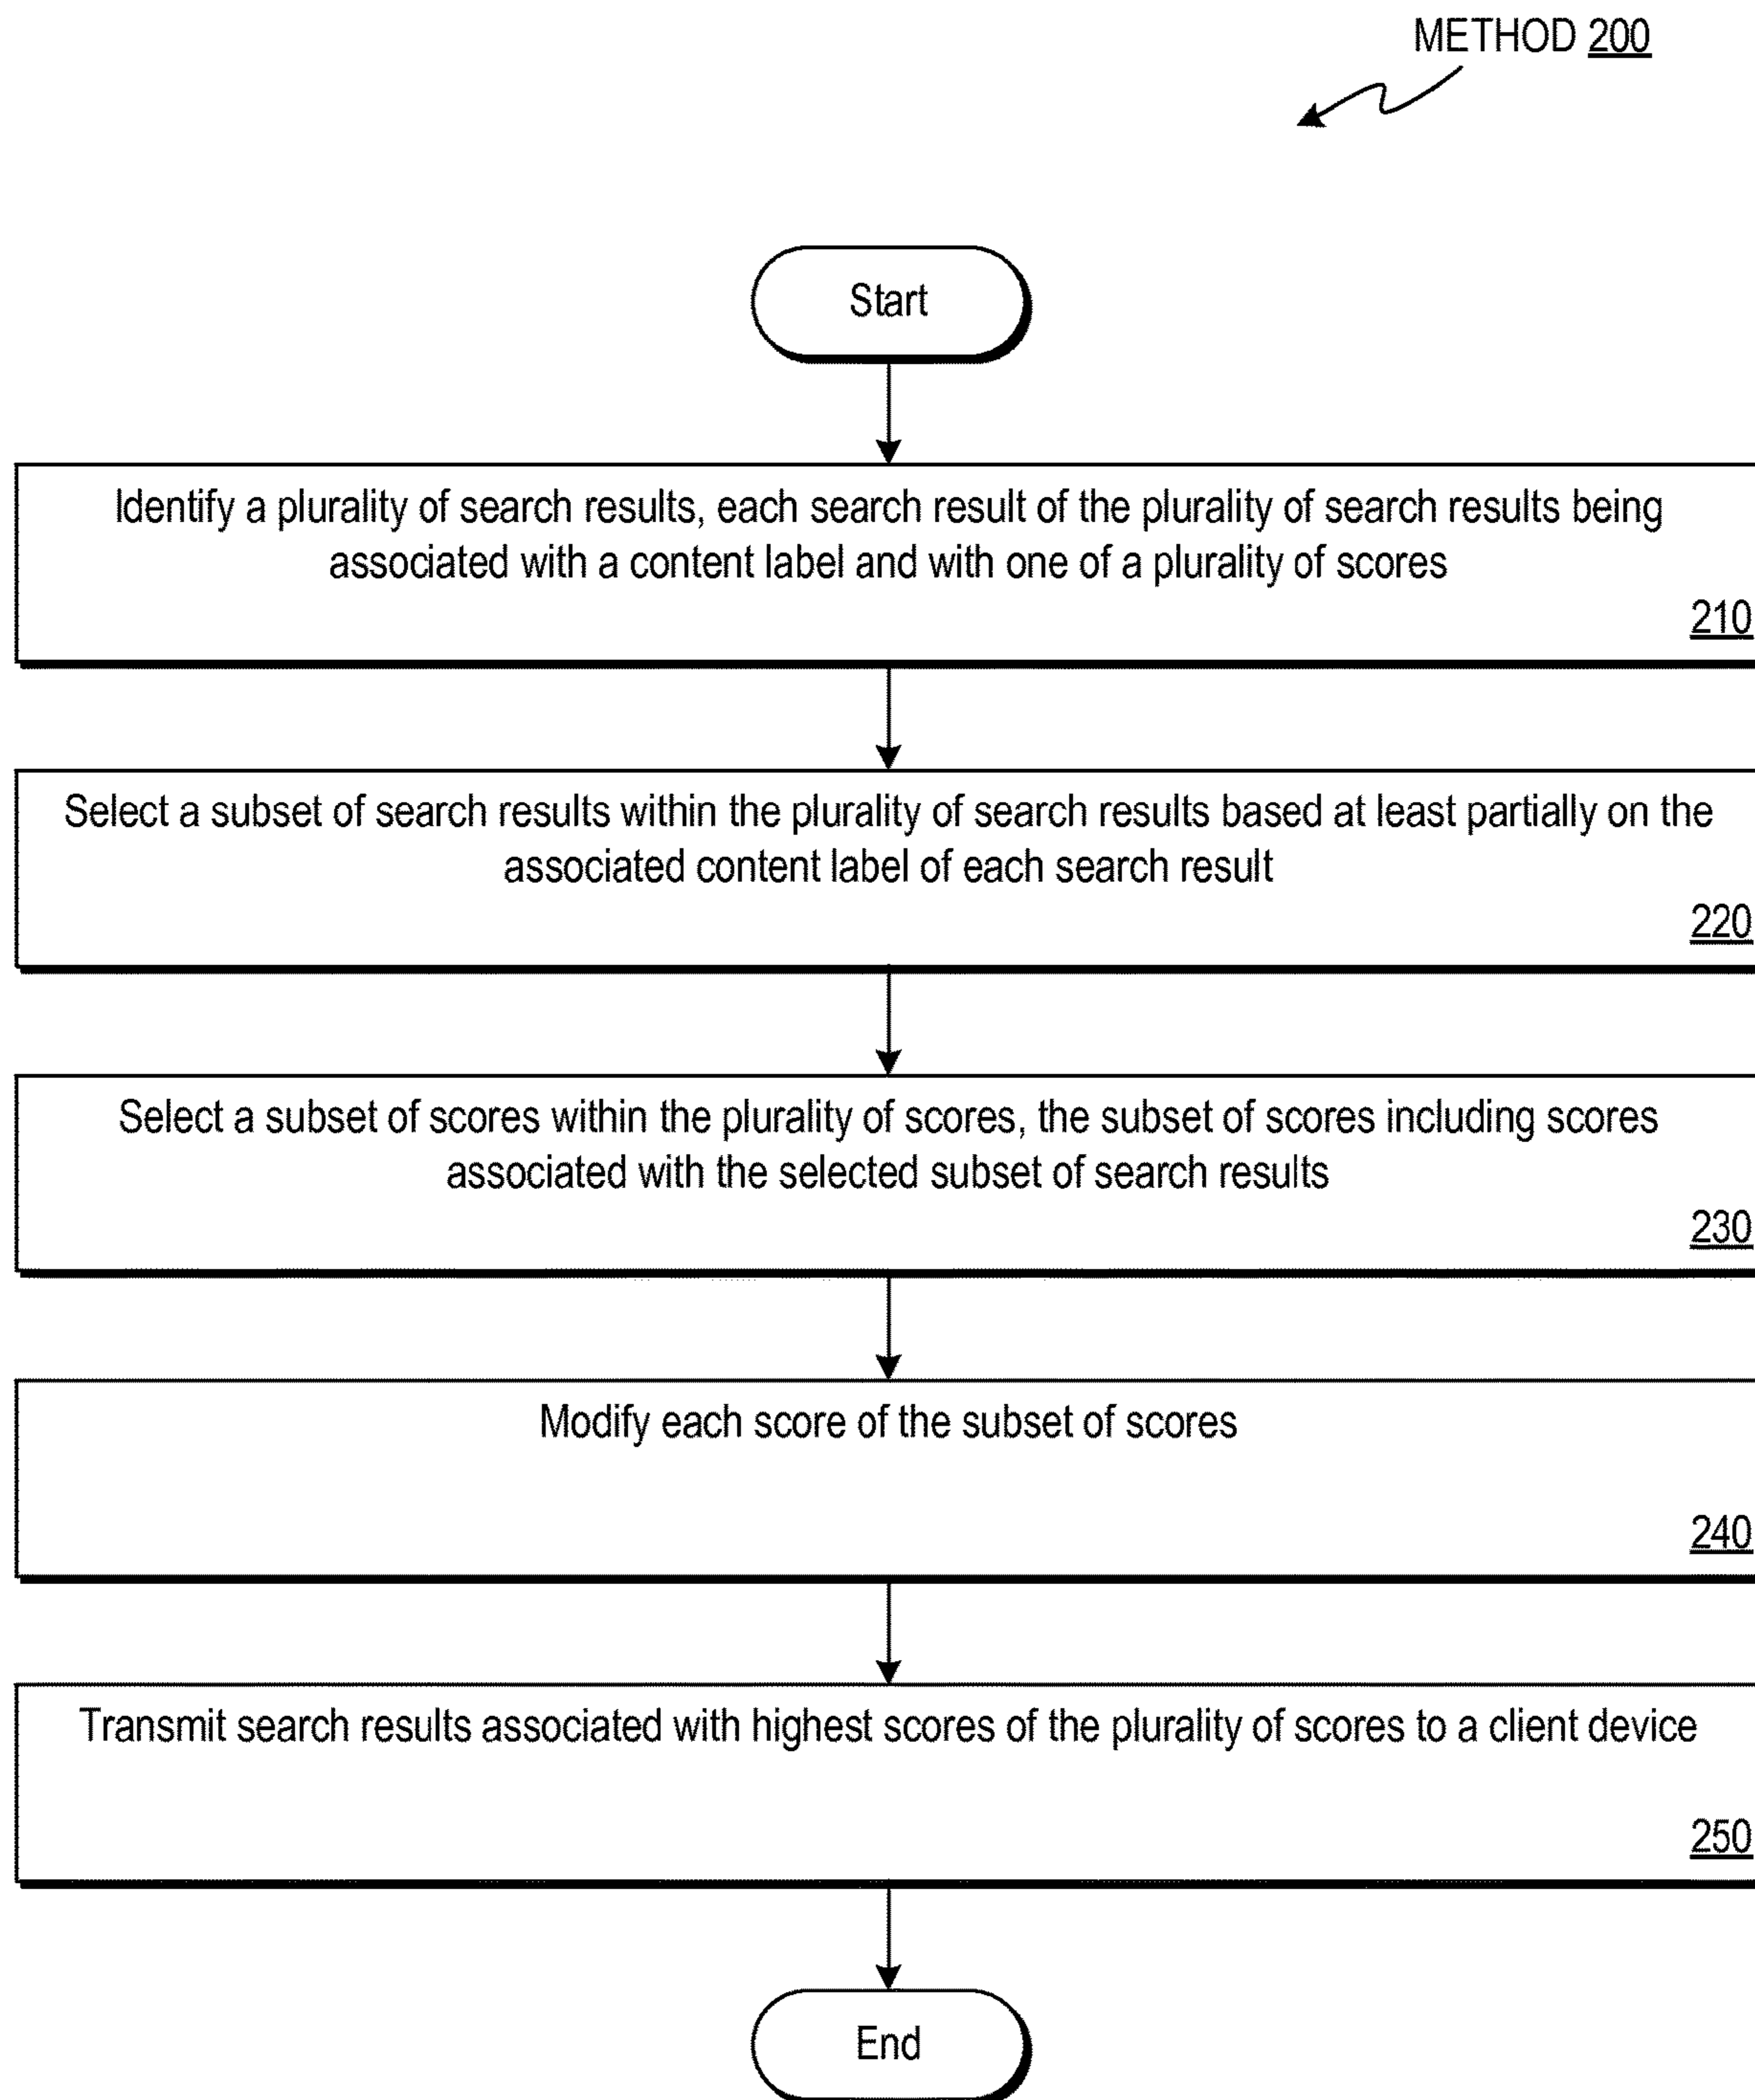 METHOD 200
Start
Identify a plurality of search results, each search result of the plurality of search results being
associated with a content label and with one of a plurality of scores
210
Select a subset of search results within the plurality of search results based at least partially on the
associated content label of each search result
220
Select a subset of scores within the plurality of scores, the subset of scores including scores
associated with the selected subset of search results
230
Modify each score of the subset of scores
240
Transmit search results associated with highest scores of the plurality of scores to a client device
250
End